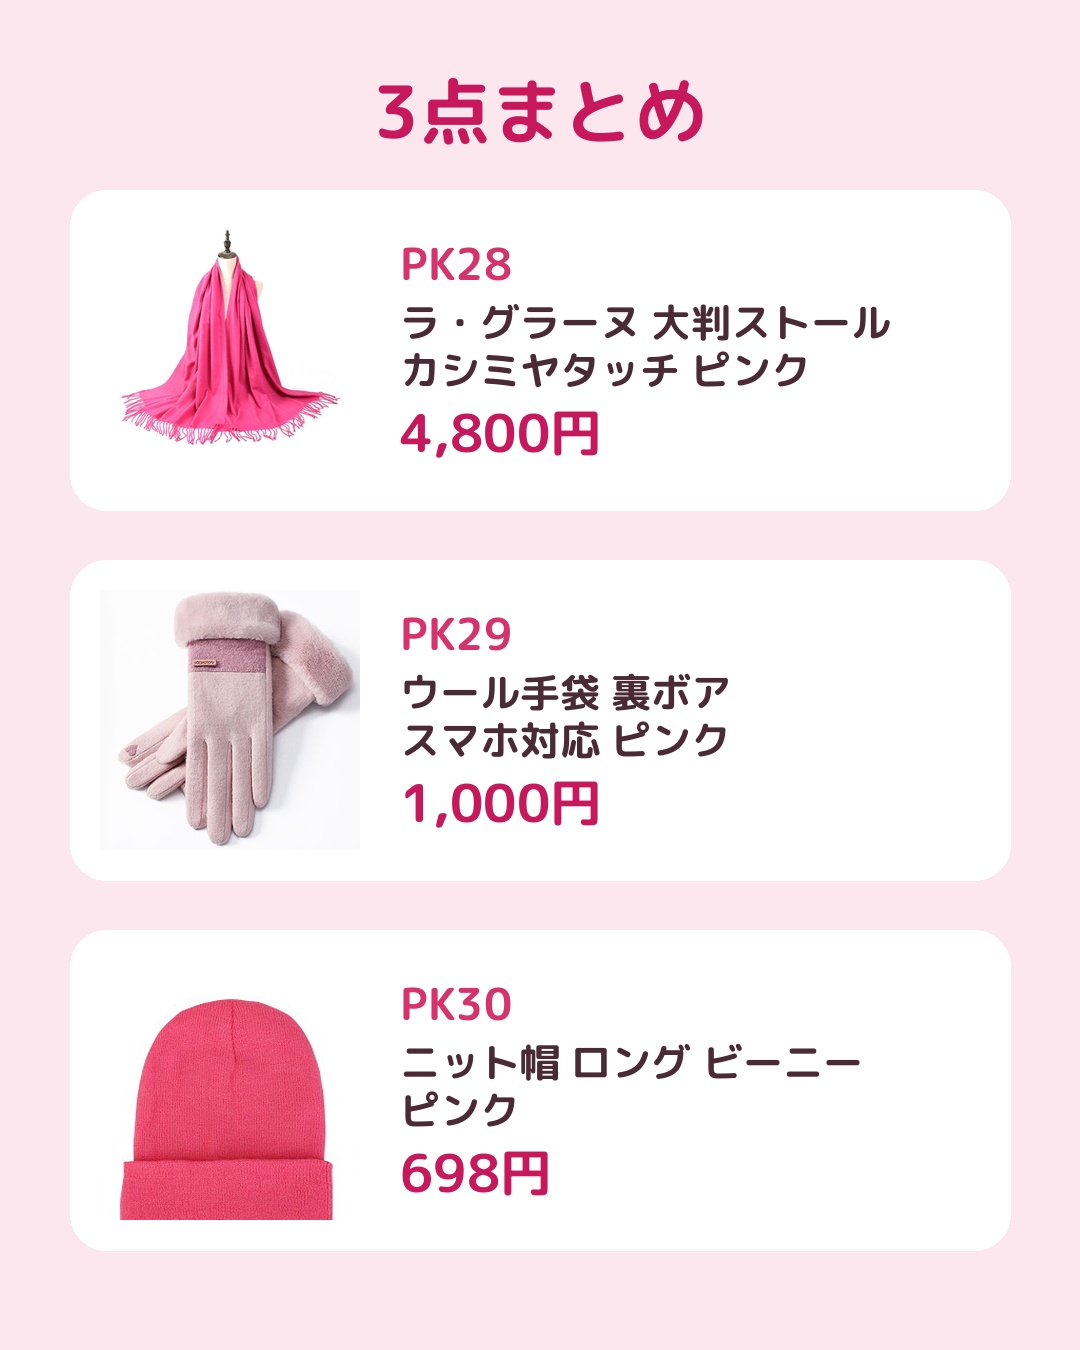 3点まとめ
PK28
ラ・グラーヌ 大判ストール
カシミヤタッチ ピンク
4,800円
PK29
ウール手袋 裏ボア
スマホ対応 ピンク
1,000円
PK30
ニット帽 ロング ビーニー
ピンク
698円